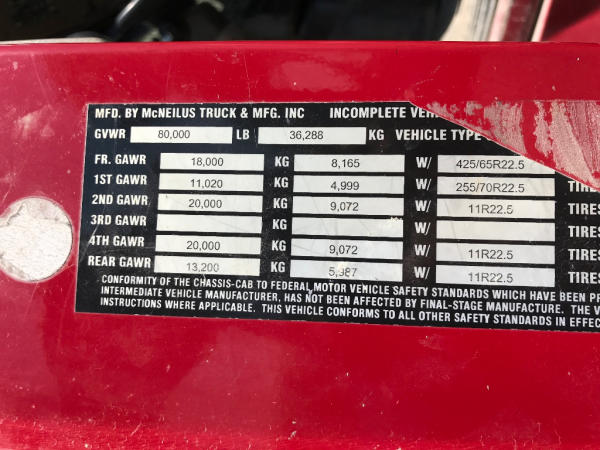 MFD. BY McNEILUS TRUCK & MFG. INC INCOMPLETE
GVWR 80,000 LB 36,288 KG VEHICLE TYPE
FR. GAWR 18,000 KG 8,165 W/ 425/65R22.5
1ST GAWR 11,020 KG 4,999 W/ 255/70R22.5 TIRES
2ND GAWR 20,000 KG 9,072 W/ 11R22.5 TIRES
3RD GAWR KG W/ TIRES
4TH GAWR 20,000 KG 9,072 W/ 11R22.5 TIRES
REAR GAWR 13,200 KG 5,987 W/ 11R22.5 TIRES
CONFORMITY OF THE CHASSIS-CAB TO FEDERAL MOTOR VEHICLE SAFETY STANDARDS WHICH HAVE BEEN
INTERMEDIATE VEHICLE MANUFACTURER, HAS NOT BEEN AFFECTED BY FINAL-STAGE MANUFACTURE. THE
INSTRUCTIONS WHERE APPLICABLE. THIS VEHICLE CONFORMS TO ALL OTHER SAFETY STANDARDS IN EFFEC